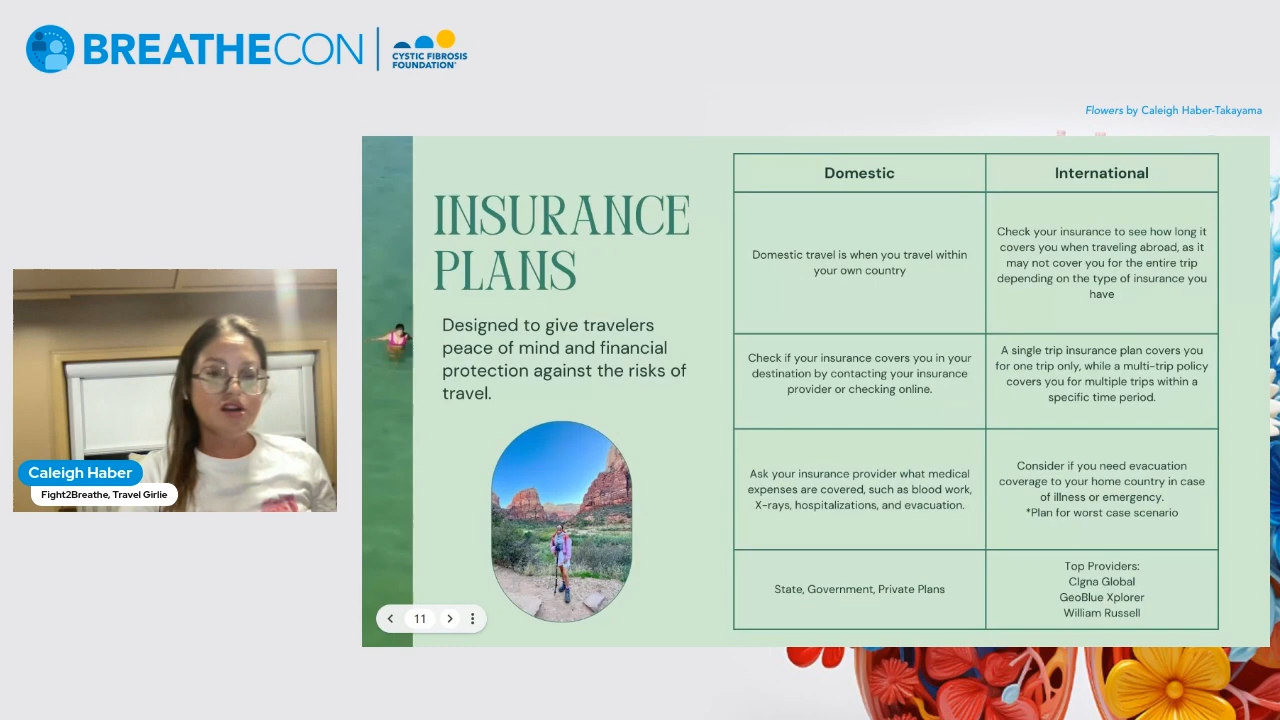 BREATHECON
CYSTIC FIBROSIS
FOUNDATION
Flowers by Caleigh Haber-Takayama
INSURANCE
PLANS
Designed to give travelers
peace of mind and financial
protection against the risks of
travel.
Domestic
International
Domestic travel is when you travel within
your own country
Check your insurance to see how long it
covers you when traveling abroad, as it
may not cover you for the entire trip
depending on the type of insurance you
have
Check if your insurance covers you in your
destination by contacting your insurance
provider or checking online.
A single trip insurance plan covers you
for one trip only, while a multi-trip policy
covers you for multiple trips within a
specific time period.
Ask your insurance provider what medical
expenses are covered, such as blood work,
X-rays, hospitalizations, and evacuation.
Consider if you need evacuation
coverage to your home country in case
of illness or emergency.
*Plan for worst case scenario
State, Government, Private Plans
Top Providers:
CIgna Global
GeoBlue Xplorer
William Russell
11
Caleigh Haber
Fight2Breathe, Travel Girlie